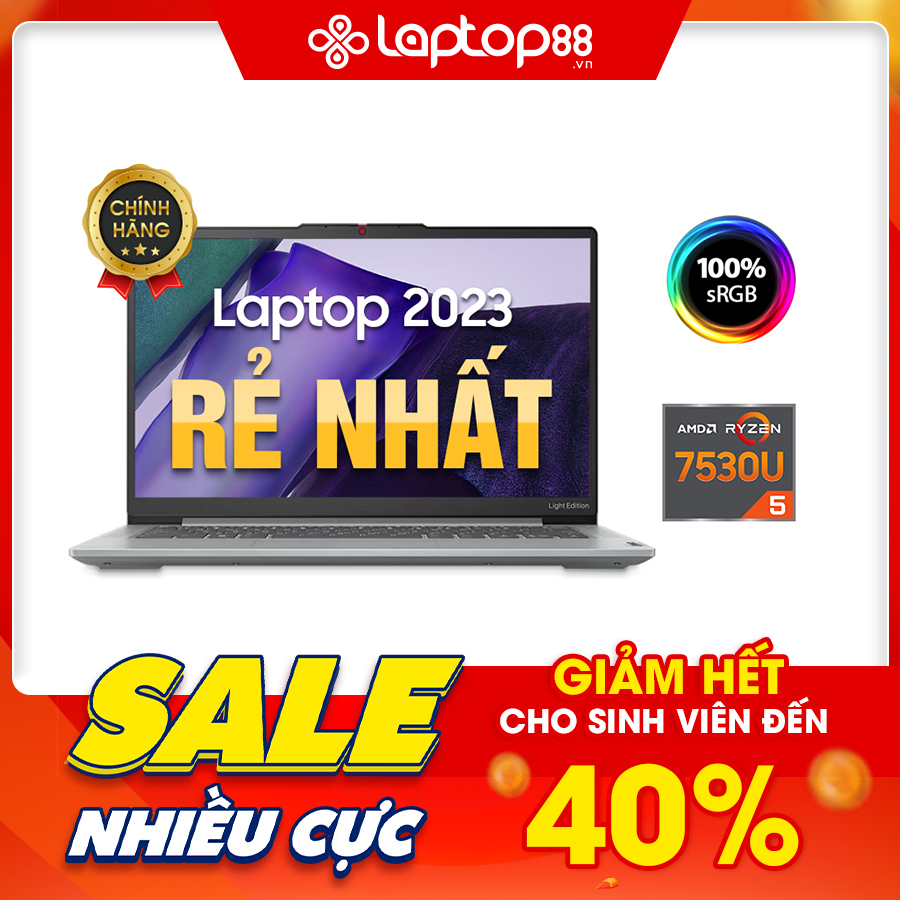 Laptop88
.vn
CHÍNH
HÃNG
Laptop 2023
RẺ NHẤT
Light Edition
100%
sRGB
AMD RYZEN
7530U
5
SALE
NHIỀU CỰC
GIẢM HẾT
CHO SINH VIÊN ĐẾN
40%